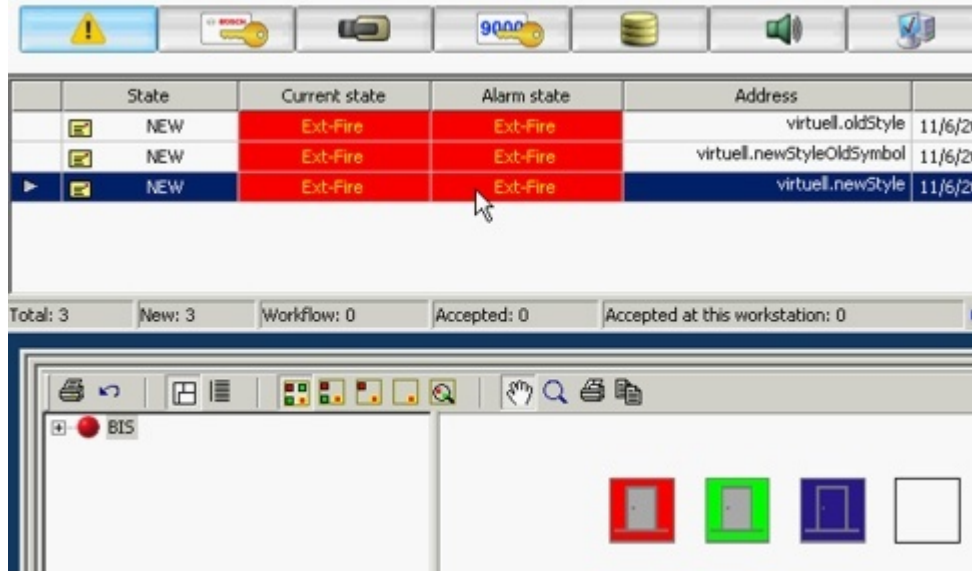 BOSCH
9000
State Current state Alarm state Address
NEW Ext-Fire Ext-Fire virtuell.oldStyle 11/6/2
NEW Ext-Fire Ext-Fire virtuell.newStyleOldSymbol 11/6/2
NEW Ext-Fire Ext-Fire virtuell.newStyle 11/6/2
Total: 3 New: 3 Workflow: 0 Accepted: 0 Accepted at this workstation: 0
BIS